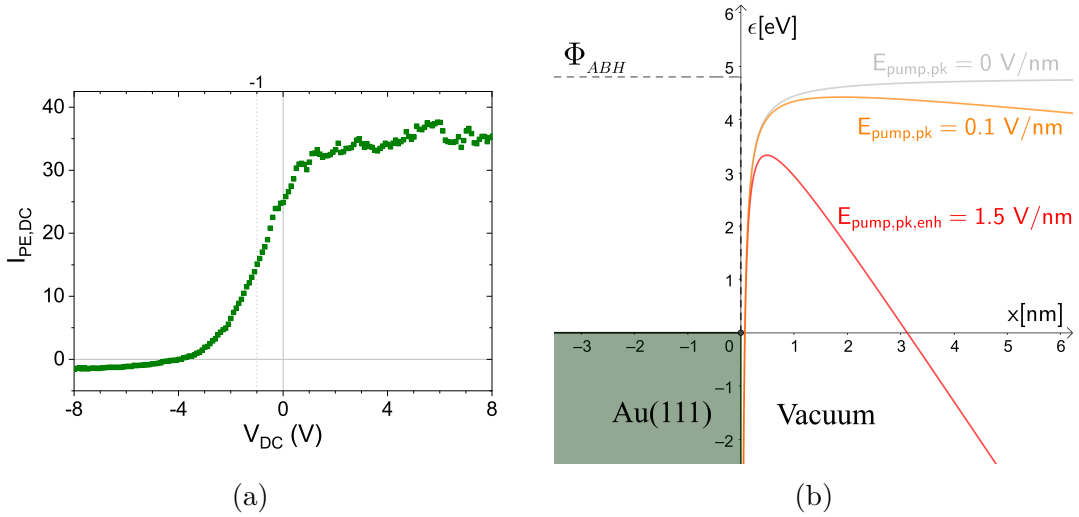 -1
40
30
20
10
0
-8
-4
0
4
8
I_PE,DC
V_DC (V)
(a)
ϵ[eV]
Φ_ABH
6
5
4
3
2
1
0
−1
−2
−3
−2
−1
1
2
3
4
5
6
x[nm]
E_pump,pk = 0 V/nm
E_pump,pk = 0.1 V/nm
E_pump,pk,enh = 1.5 V/nm
Au(111)
Vacuum
(b)